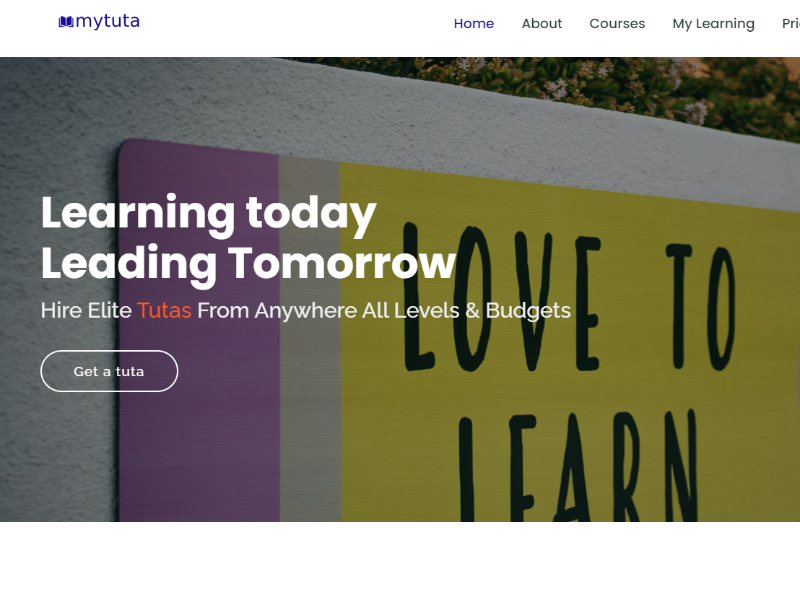 mytuta
Home About Courses My Learning
Learning today
Leading Tomorrow
Hire Elite Tutas From Anywhere All Levels & Budgets
Get a tuta
LOVE TO
LEARN